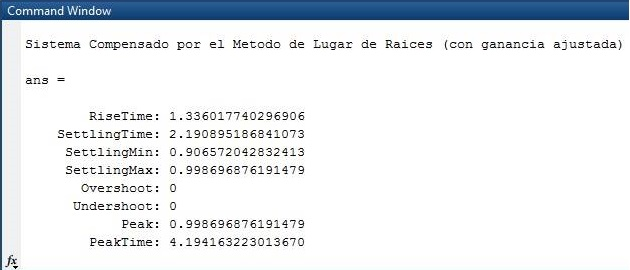 Command Window
Sistema Compensado por el Metodo de Lugar de Raices (con ganancia ajustada)
ans =
RiseTime: 1.336017740296906
SettlingTime: 2.190895186841073
SettlingMin: 0.906572042832413
SettlingMax: 0.998696876191479
Overshoot: 0
Undershoot: 0
Peak: 0.998696876191479
PeakTime: 4.194163223013670
fx